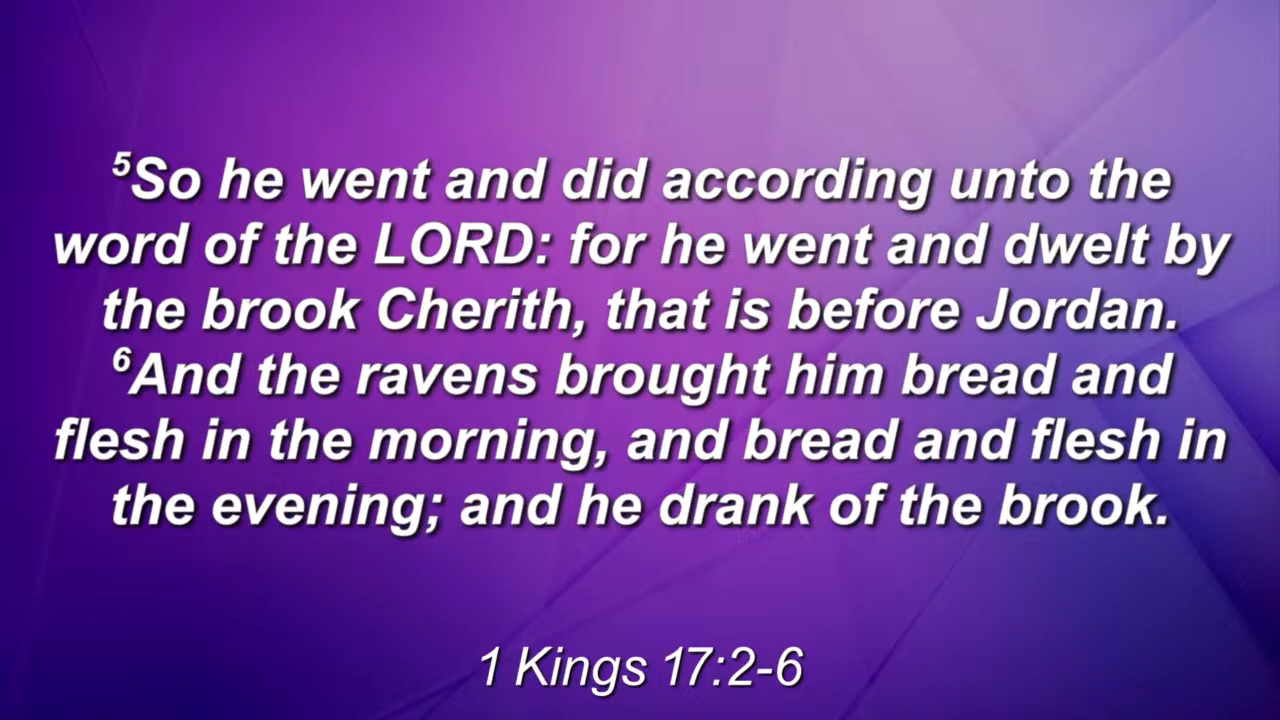 ⁵So he went and did according unto the
word of the LORD: for he went and dwelt by
the brook Cherith, that is before Jordan.
⁶And the ravens brought him bread and
flesh in the morning, and bread and flesh in
the evening; and he drank of the brook.
1 Kings 17:2-6